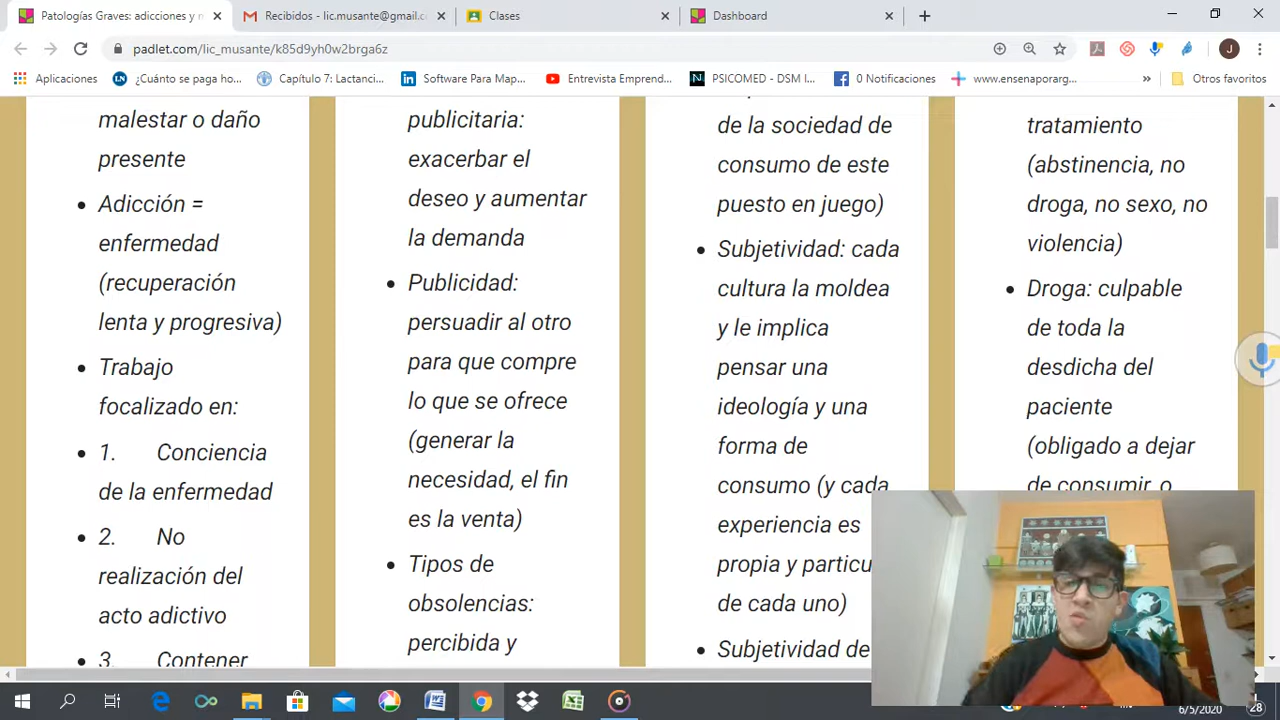 Patologías Graves: adicciones y n
Recibidos - lic.musante@gmail.c
Clases
Dashboard
padlet.com/lic_musante/k85d9yh0w2brga6z
J
Aplicaciones
¿Cuánto se paga ho...
Capítulo 7: Lactanci...
Software Para Map...
Entrevista Emprend...
PSICOMED - DSM I...
0 Notificaciones
www.ensenaporarg...
»
Otros favoritos
malestar o daño
presente
• Adicción =
enfermedad
(recuperación
lenta y progresiva)
• Trabajo
focalizado en:
• 1. Conciencia
de la enfermedad
• 2. No
realización del
acto adictivo
• 3. Contener
publicitaria:
exacerbar el
deseo y aumentar
la demanda
• Publicidad:
persuadir al otro
para que compre
lo que se ofrece
(generar la
necesidad, el fin
es la venta)
• Tipos de
obsolencias:
percibida y
de la sociedad de
consumo de este
puesto en juego)
• Subjetividad: cada
cultura la moldea
y le implica
pensar una
ideología y una
forma de
consumo (y cada
experiencia es
propia y particu
de cada uno)
• Subjetividad de
tratamiento
(abstinencia, no
droga, no sexo, no
violencia)
• Droga: culpable
de toda la
desdicha del
paciente
(obligado a dejar
de consumir, o
6/5/2020
28